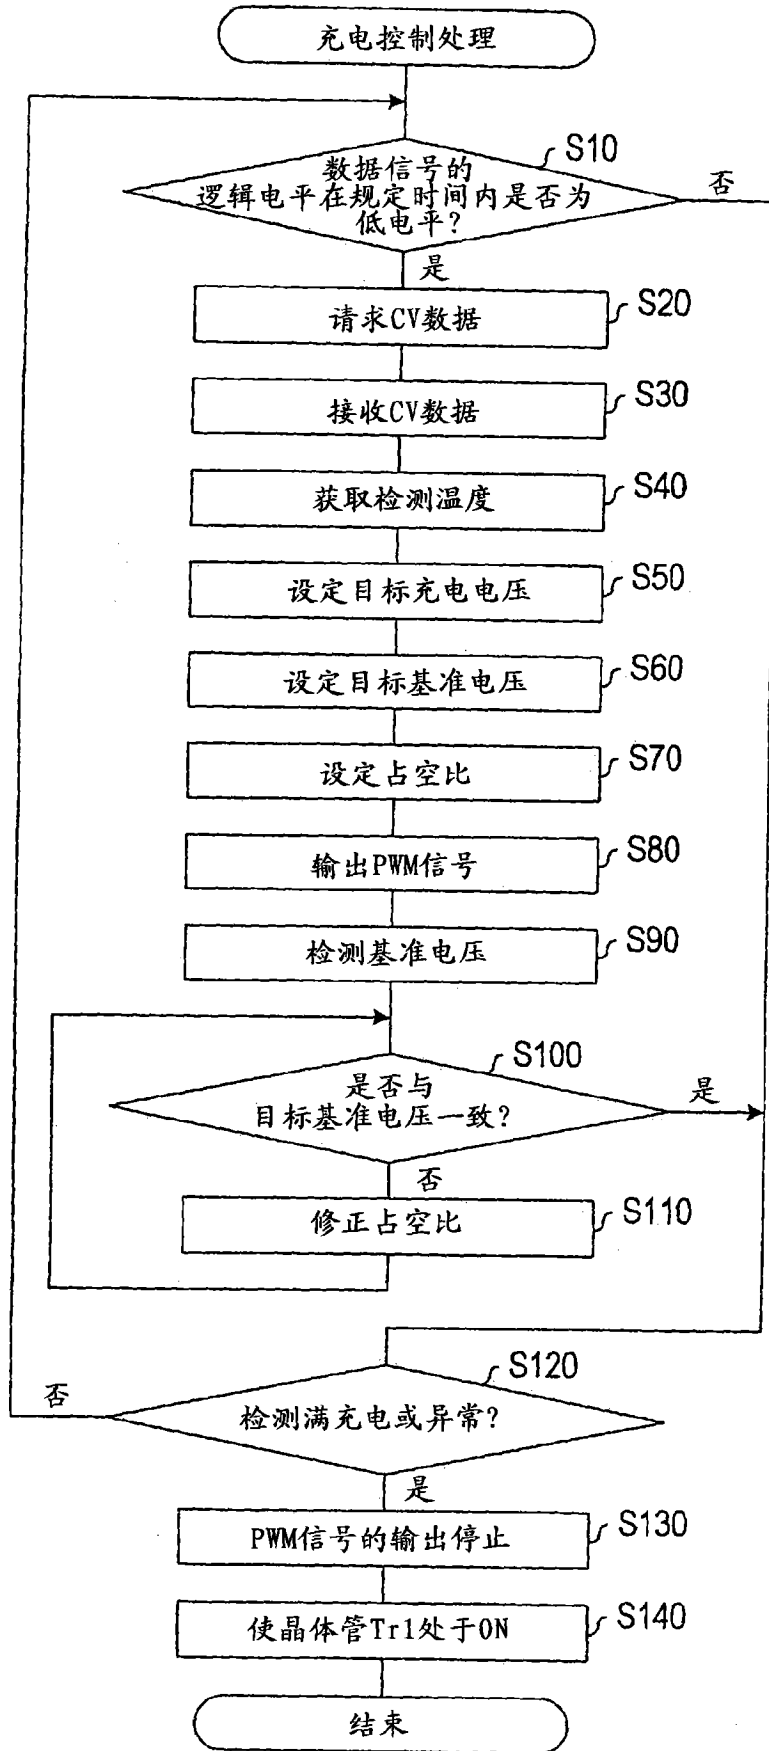 充电控制处理
S10
数据信号的
逻辑电平在规定时间内是否为
低电平？
否
是
请求CV数据
S20
接收CV数据
S30
获取检测温度
S40
设定目标充电电压
S50
设定目标基准电压
S60
设定占空比
S70
输出PWM信号
S80
检测基准电压
S90
S100
是否与
目标基准电压一致？
是
否
修正占空比
S110
S120
否
检测满充电或异常？
是
PWM信号的输出停止
S130
使晶体管Tr1处于ON
S140
结束